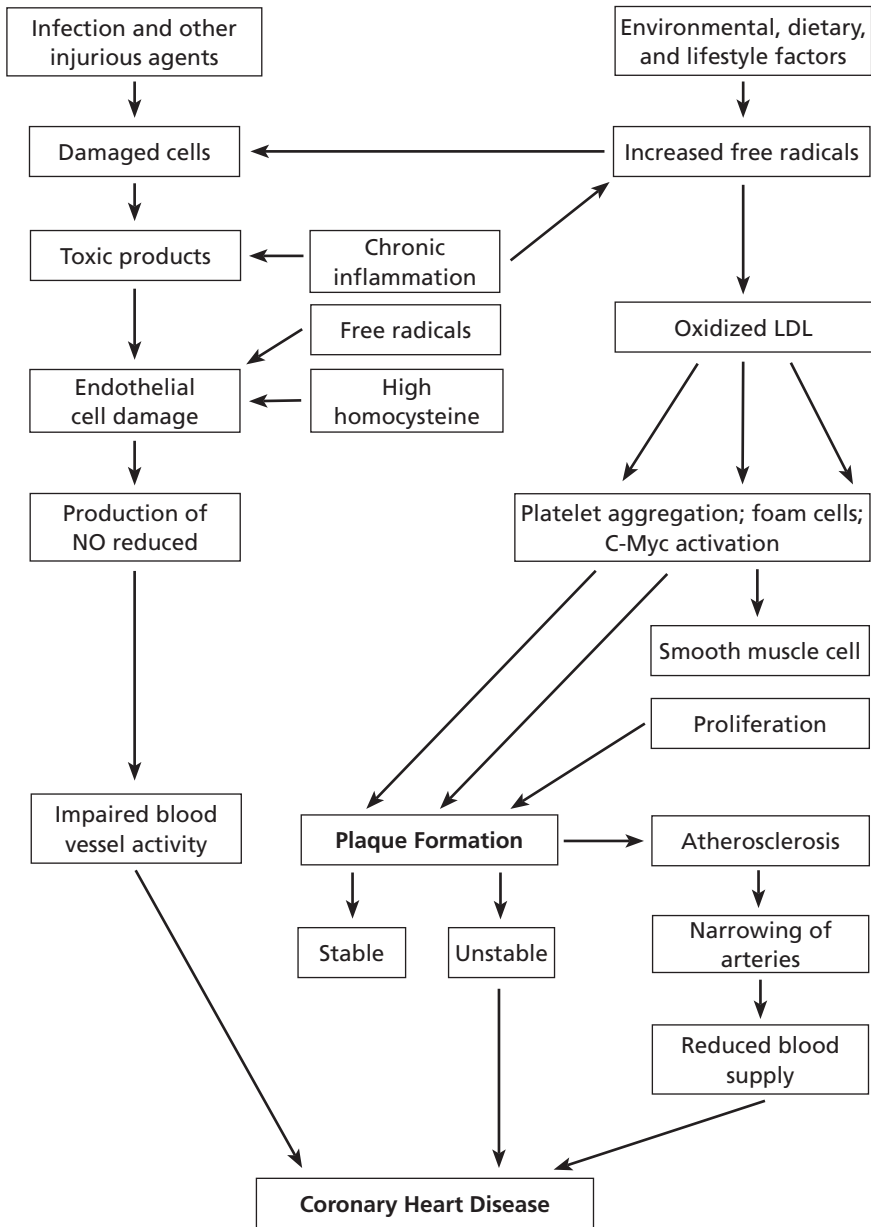 Infection and other
injurious agents
Environmental, dietary,
and lifestyle factors
Damaged cells
Increased free radicals
Toxic products
Chronic
inflammation
Free radicals
Oxidized LDL
Endothelial
cell damage
High
homocysteine
Production of
NO reduced
Platelet aggregation; foam cells;
C-Myc activation
Smooth muscle cell
Proliferation
Impaired blood
vessel activity
Plaque Formation
Atherosclerosis
Stable
Unstable
Narrowing of
arteries
Reduced blood
supply
Coronary Heart Disease